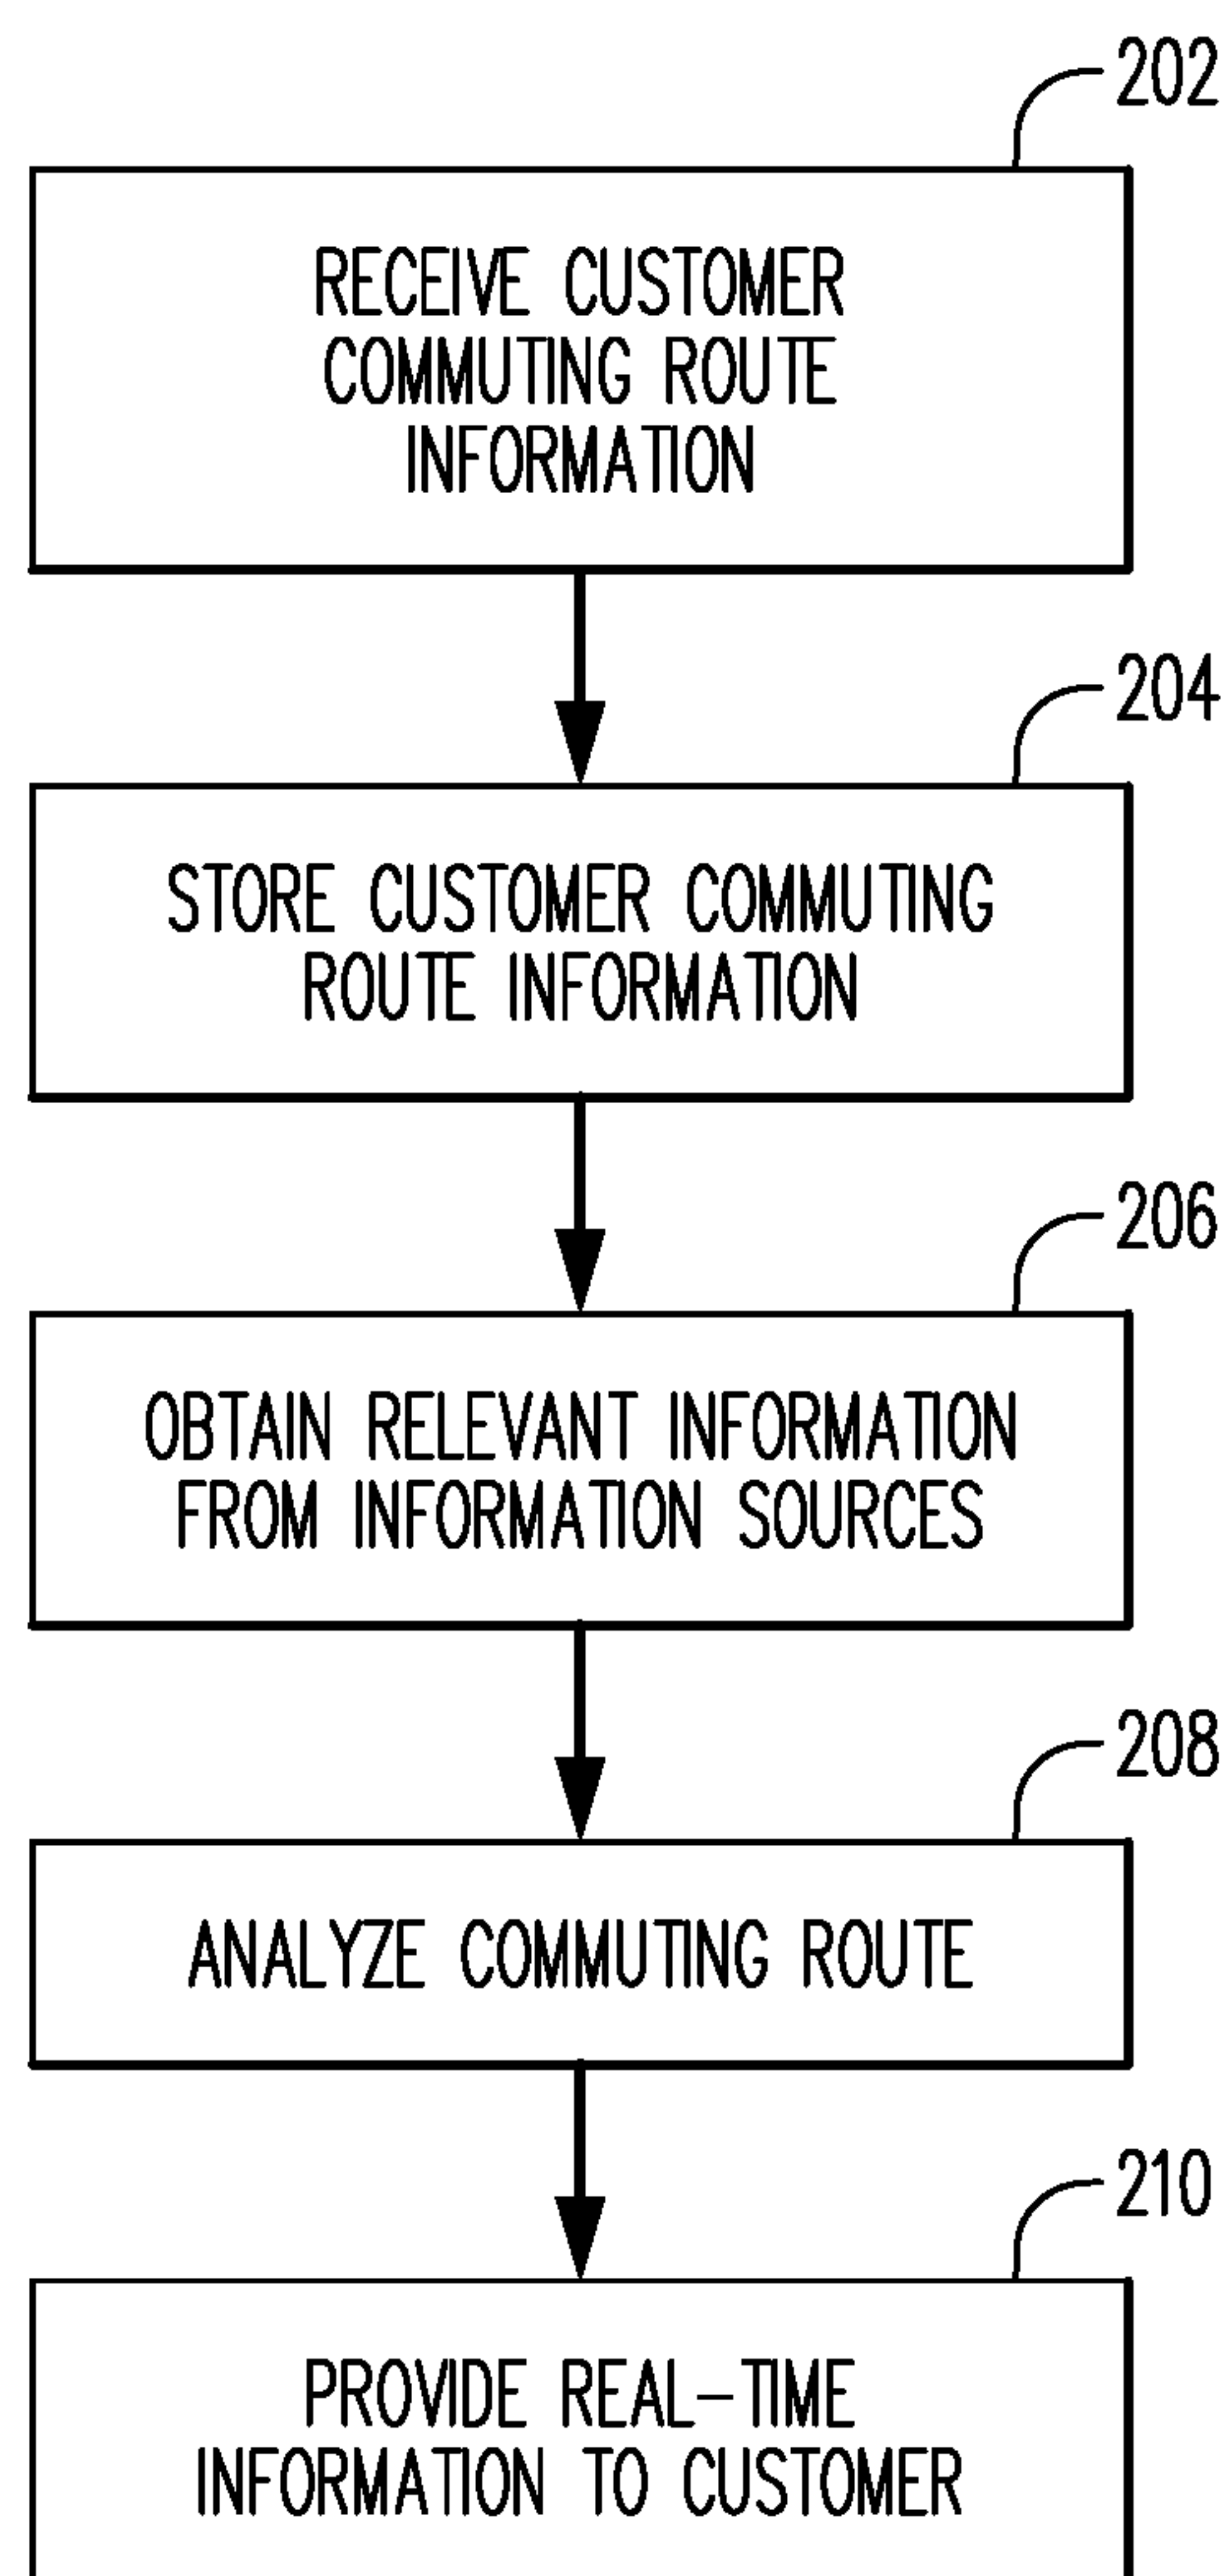 202
RECEIVE CUSTOMER
COMMUTING ROUTE
INFORMATION
204
STORE CUSTOMER COMMUTING
ROUTE INFORMATION
206
OBTAIN RELEVANT INFORMATION
FROM INFORMATION SOURCES
208
ANALYZE COMMUTING ROUTE
210
PROVIDE REAL-TIME
INFORMATION TO CUSTOMER